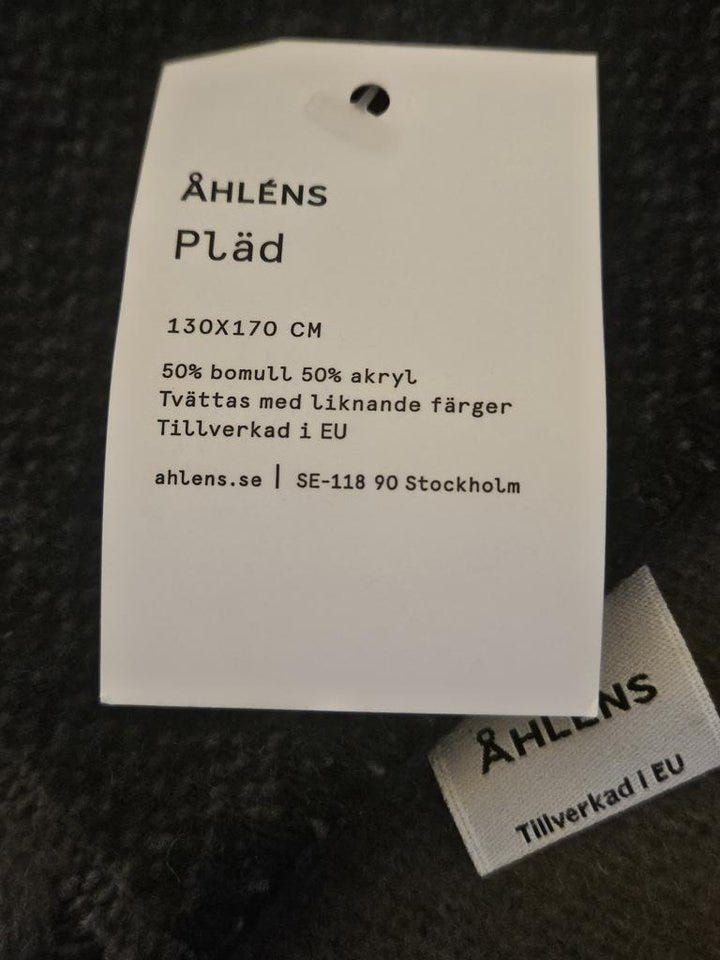 ÅHLÉNS
Pläd
130X170 CM
50% bomull 50% akryl
Tvättas med liknande färger
Tillverkad i EU
ahlens.se | SE-118 90 Stockholm
ÅHLÉNS
Tillverkad i EU